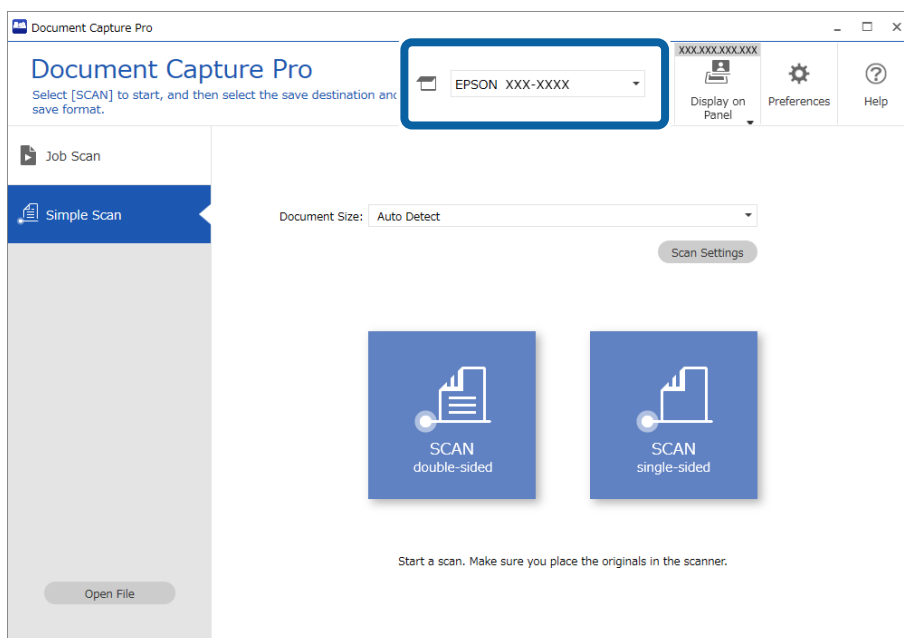 Document Capture Pro
Document Capture Pro
Select [SCAN] to start, and then select the save destination and
save format.
EPSON XXX-XXXX
XXX.XXX.XXX.XXX
Display on
Panel
Preferences
Help
Job Scan
Simple Scan
Document Size:
Auto Detect
Scan Settings
SCAN
double-sided
SCAN
single-sided
Start a scan. Make sure you place the originals in the scanner.
Open File